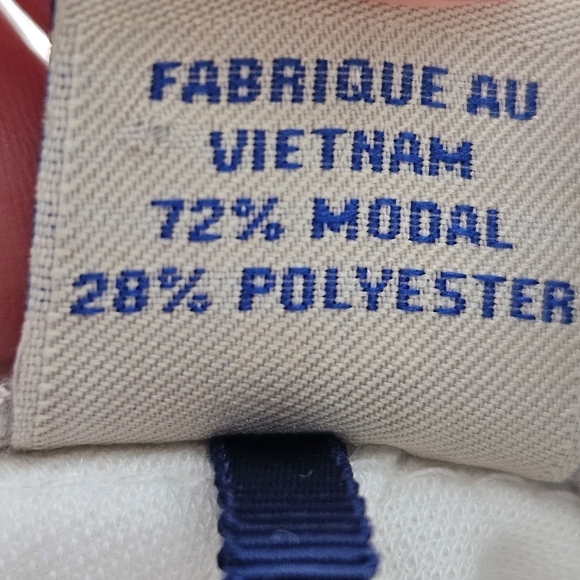 FABRIQUE AU
VIETNAM
72% MODAL
28% POLYESTER